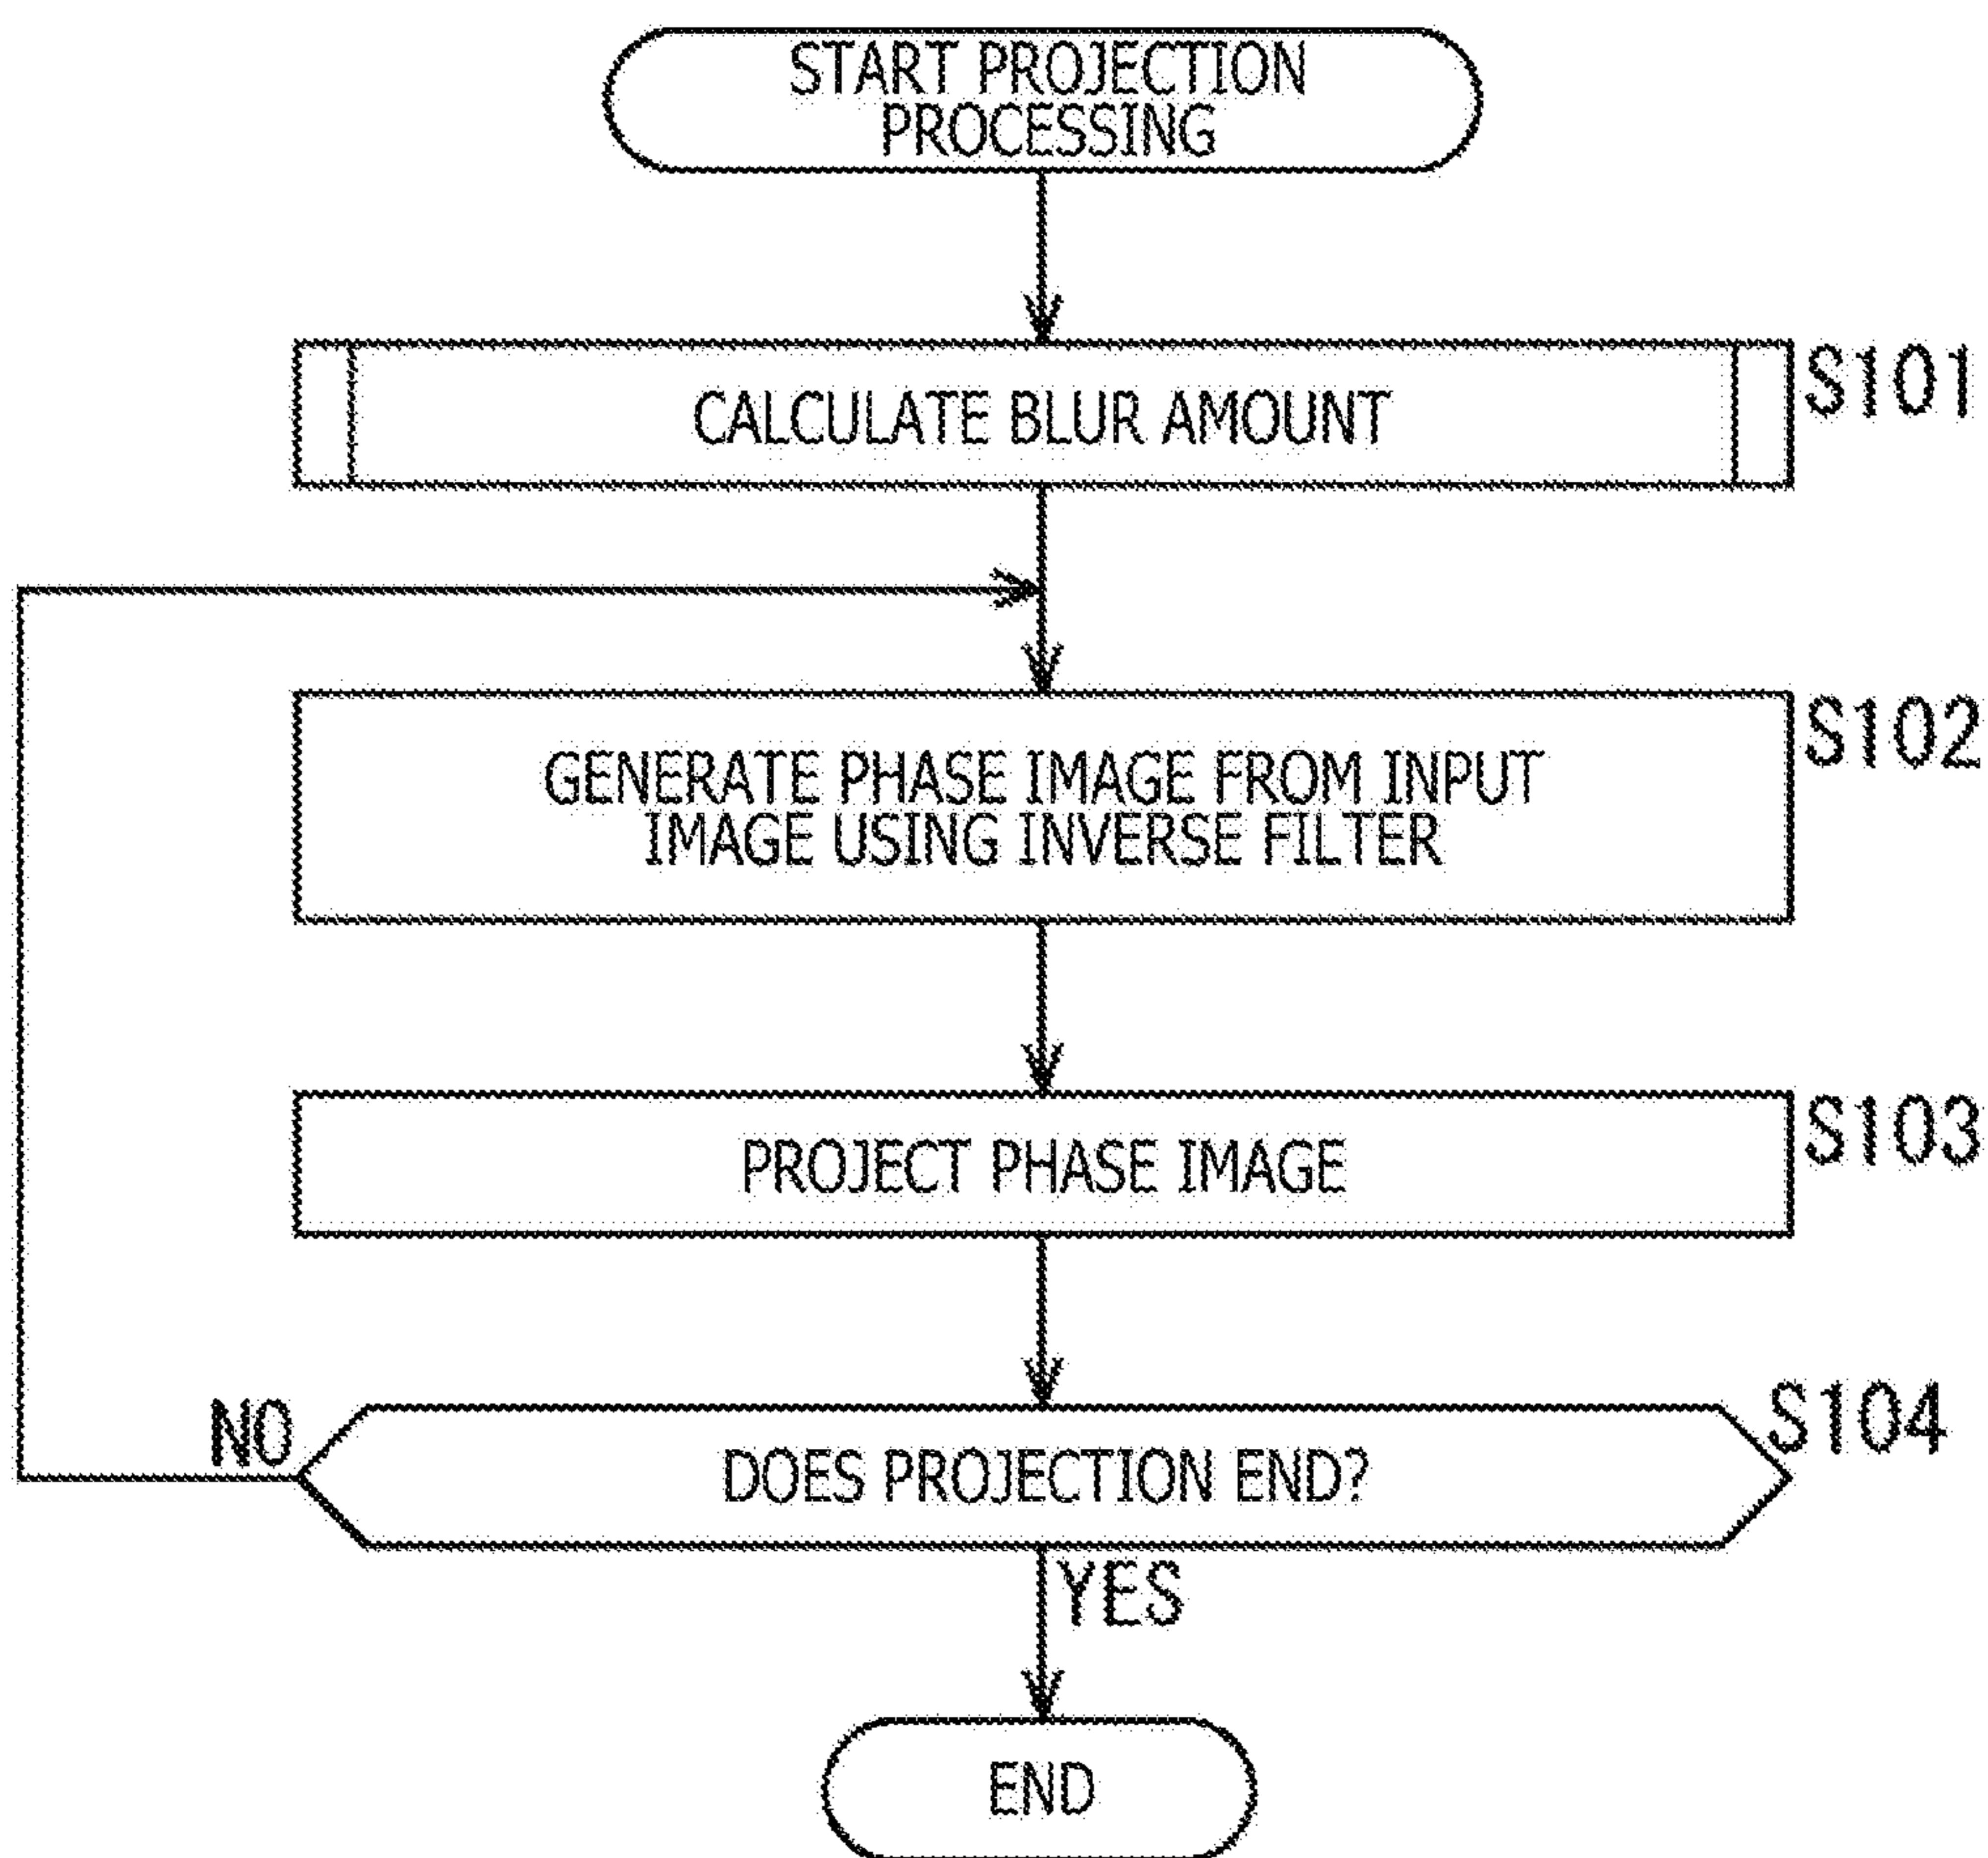 START PROJECTION
PROCESSING
CALCULATE BLUR AMOUNT
S101
GENERATE PHASE IMAGE FROM INPUT
IMAGE USING INVERSE FILTER
S102
PROJECT PHASE IMAGE
S103
NO
DOES PROJECTION END?
S104
YES
END